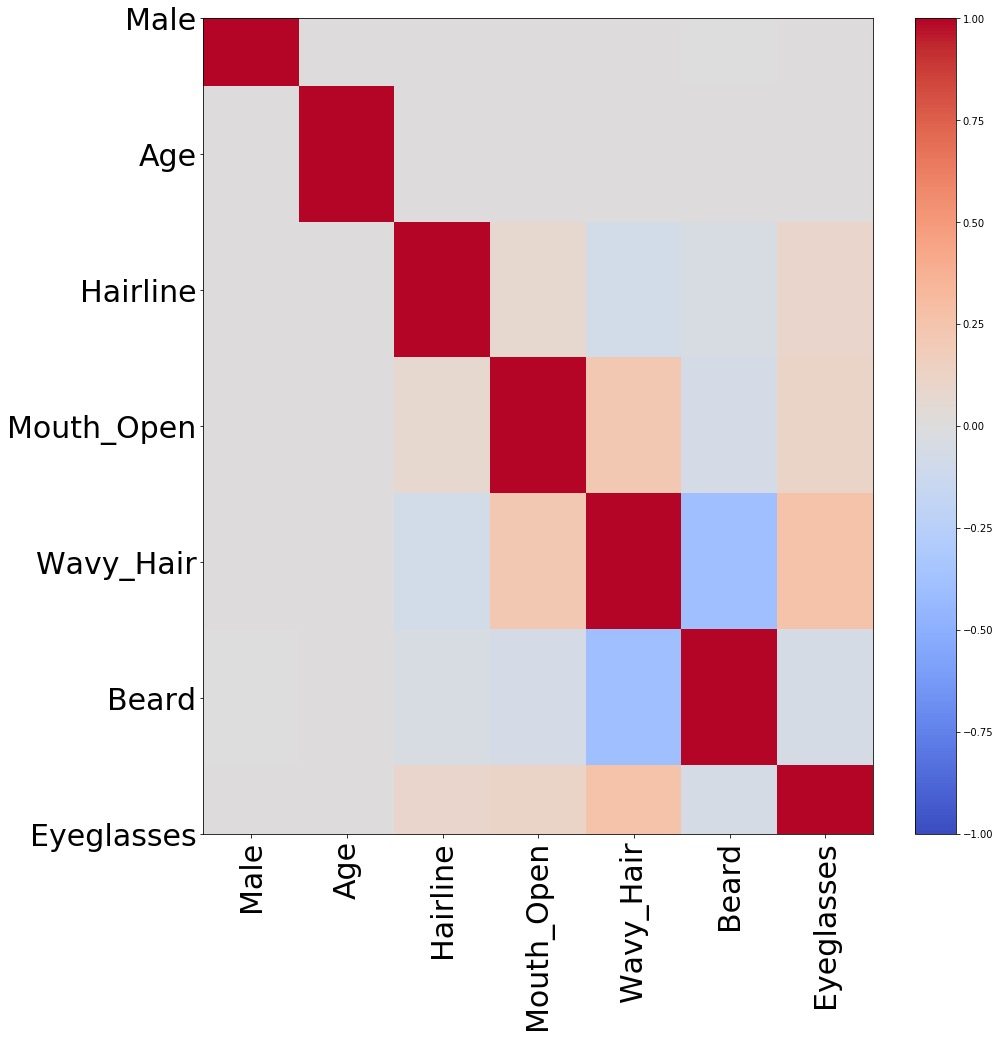 Male
Age
Hairline
Mouth_Open
Wavy_Hair
Beard
Eyeglasses
Male
Age
Hairline
Mouth_Open
Wavy_Hair
Beard
Eyeglasses
1.00
0.75
0.50
0.25
0.00
−0.25
−0.50
−0.75
−1.00